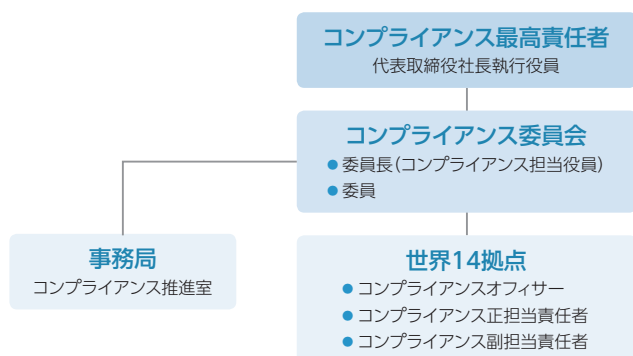 コンプライアンス最高責任者
代表取締役社長執行役員
コンプライアンス委員会
● 委員長(コンプライアンス担当役員)
● 委員
事務局
コンプライアンス推進室
世界14拠点
● コンプライアンスオフィサー
● コンプライアンス正担当責任者
● コンプライアンス副担当責任者